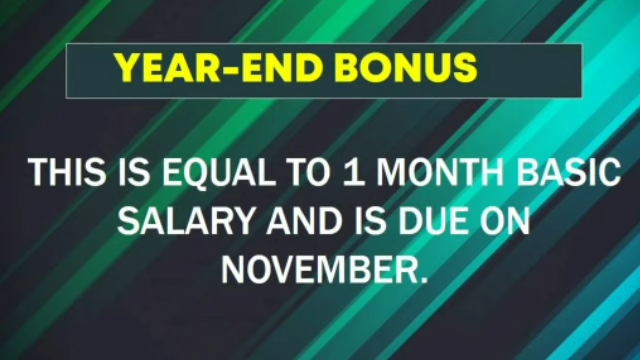 YEAR-END BONUS
THIS IS EQUAL TO 1 MONTH BASIC
SALARY AND IS DUE ON
NOVEMBER.